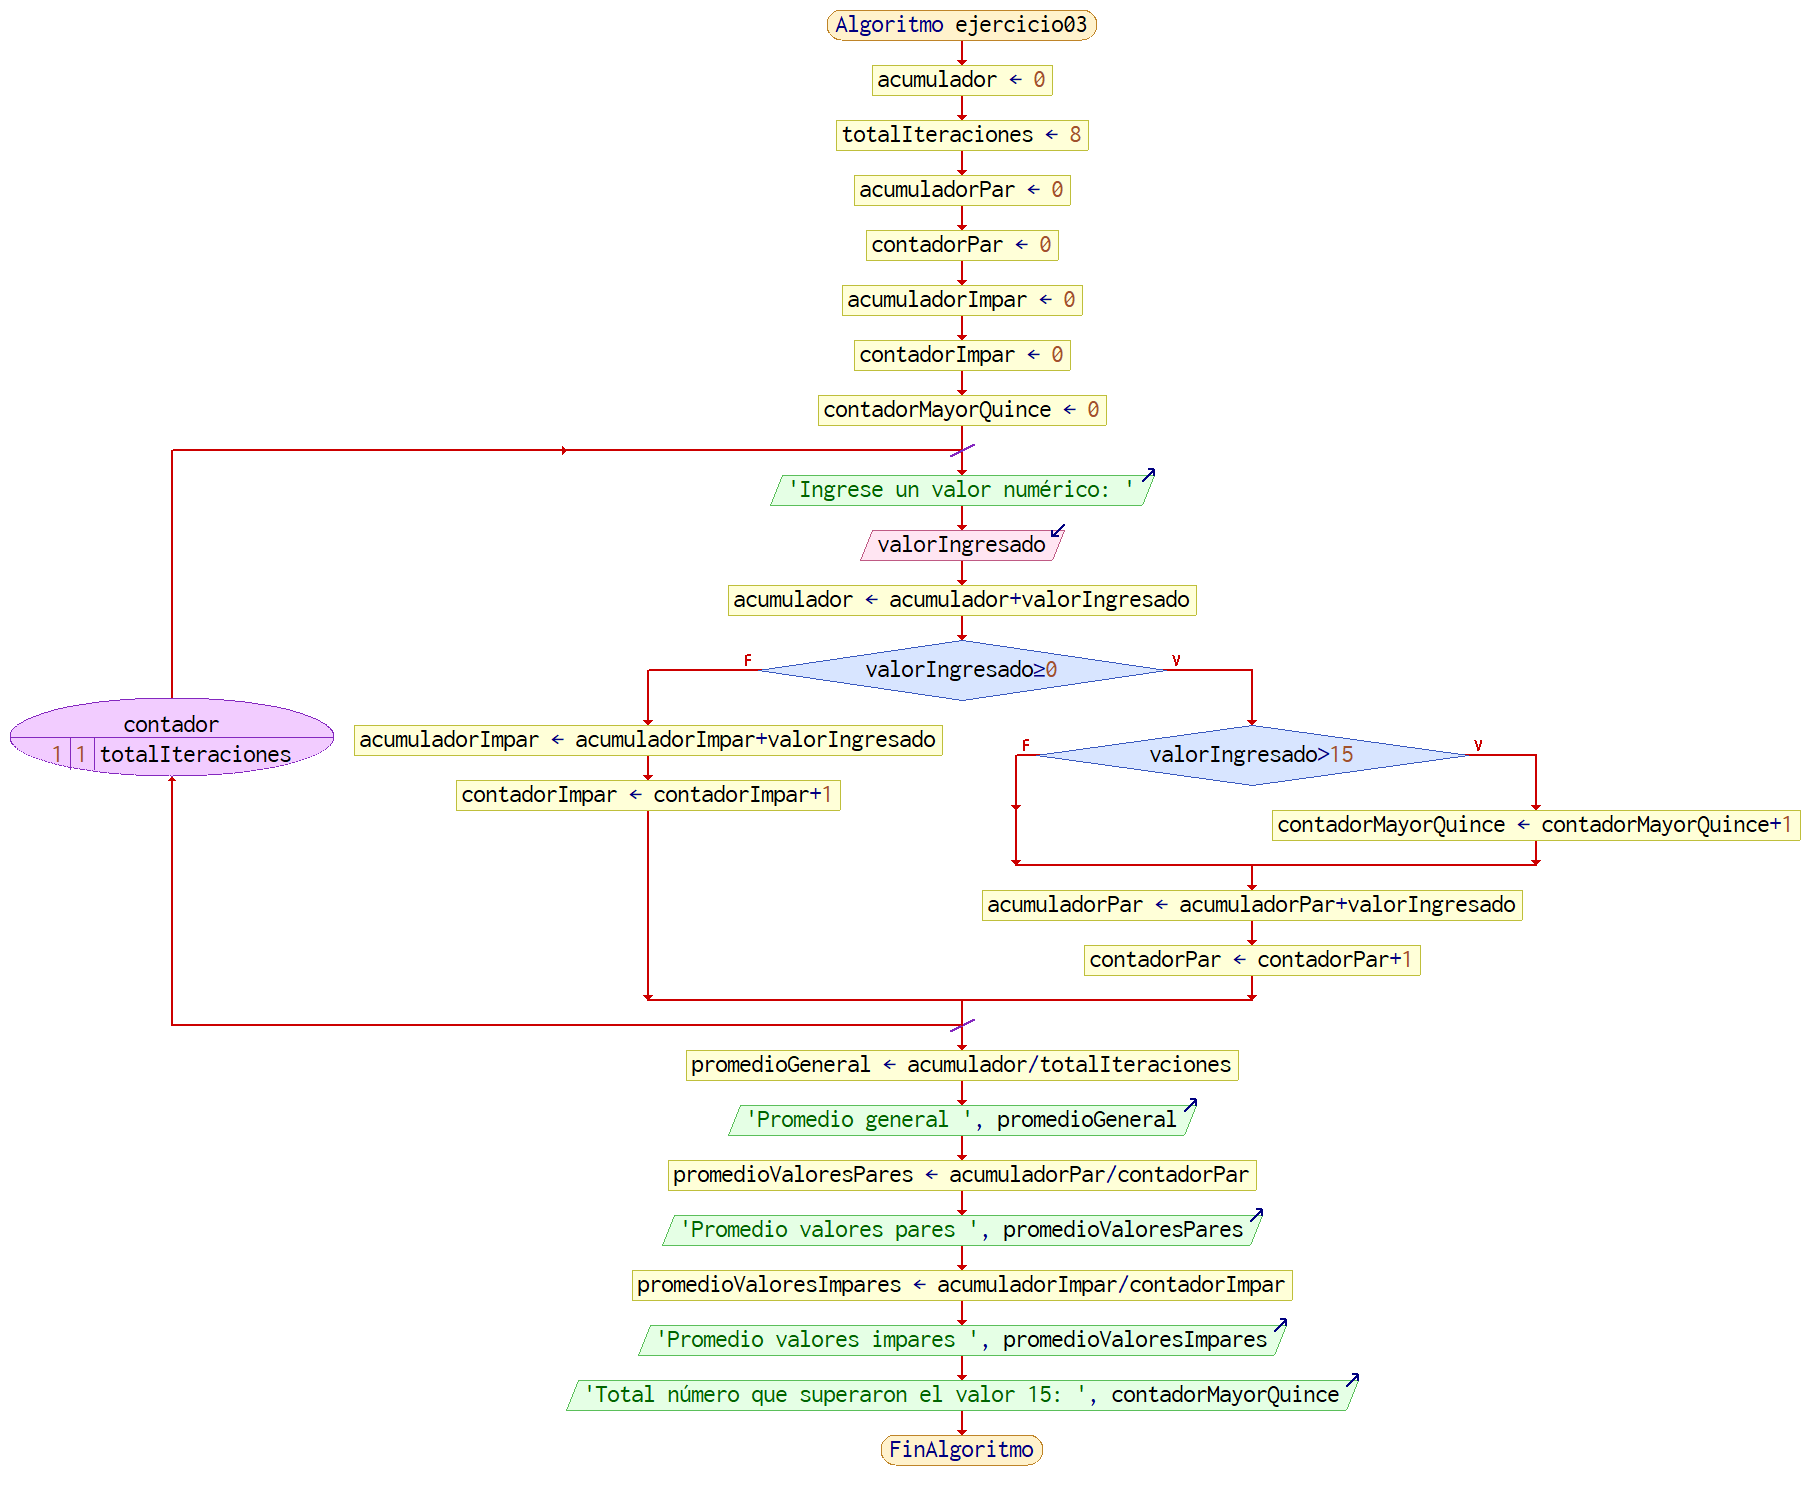 Algoritmo ejercicio03
acumulador ← 0
totalIteraciones ← 8
acumuladorPar ← 0
contadorPar ← 0
acumuladorImpar ← 0
contadorImpar ← 0
contadorMayorQuince ← 0
'Ingrese un valor numérico: '
valorIngresado
acumulador ← acumulador+valorIngresado
valorIngresado≥0
F
V
contador
1 1 totalIteraciones
acumuladorImpar ← acumuladorImpar+valorIngresado
contadorImpar ← contadorImpar+1
valorIngresado>15
F
V
contadorMayorQuince ← contadorMayorQuince+1
acumuladorPar ← acumuladorPar+valorIngresado
contadorPar ← contadorPar+1
promedioGeneral ← acumulador/totalIteraciones
'Promedio general ', promedioGeneral
promedioValoresPares ← acumuladorPar/contadorPar
'Promedio valores pares ', promedioValoresPares
promedioValoresImpares ← acumuladorImpar/contadorImpar
'Promedio valores impares ', promedioValoresImpares
'Total número que superaron el valor 15: ', contadorMayorQuince
FinAlgoritmo